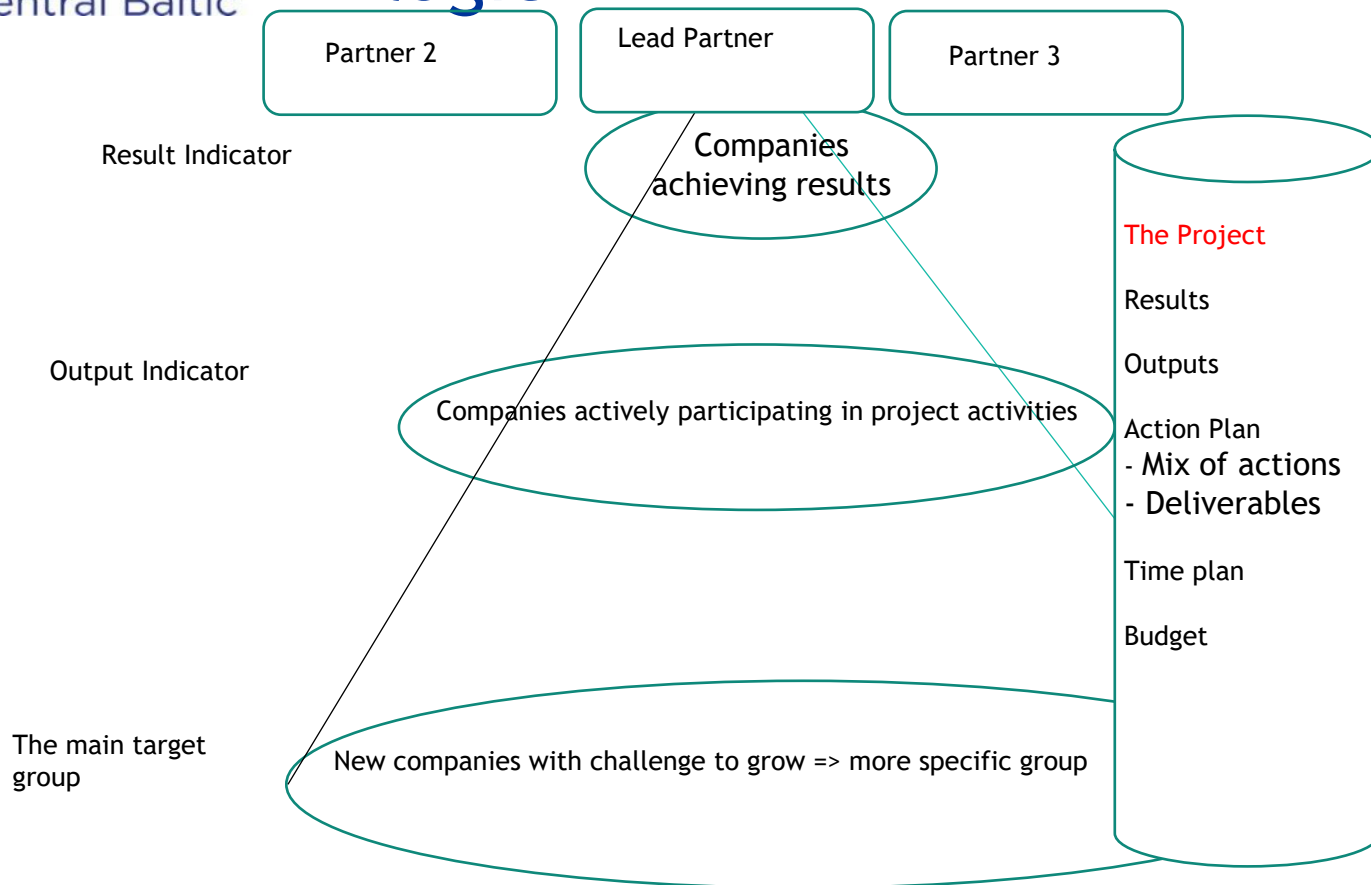 Central Baltic
Partner 2
Lead Partner
Partner 3
Result Indicator
Companies
achieving results
The Project
Results
Outputs
Output Indicator
Companies actively participating in project activities
Action Plan
- Mix of actions
- Deliverables
Time plan
Budget
The main target
group
New companies with challenge to grow => more specific group